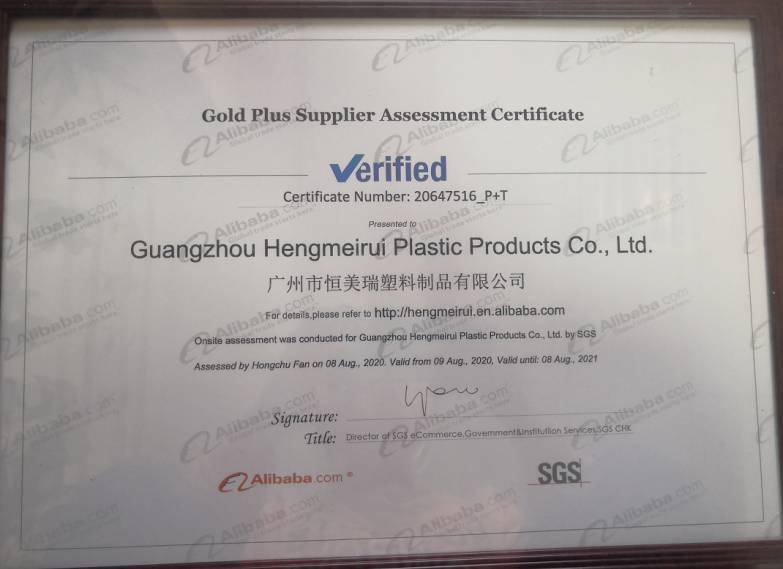 Gold Plus Supplier Assessment Certificate
Verified
Certificate Number: 20647516_P+T
Presented to
Guangzhou Hengmeirui Plastic Products Co., Ltd.
广州市恒美瑞塑料制品有限公司
For details,please refer to http://hengmeirui.en.alibaba.com
Onsite assessment was conducted for Guangzhou Hengmeirui Plastic Products Co., Ltd. by SGS
Assessed by Hongchu Fan on 08 Aug., 2020. Valid from 09 Aug., 2020, Valid until: 08 Aug., 2021
Signature:
Title: Director of SGS eCommerce,Government&Institution Services,SGS CHK
Alibaba.com®
SGS